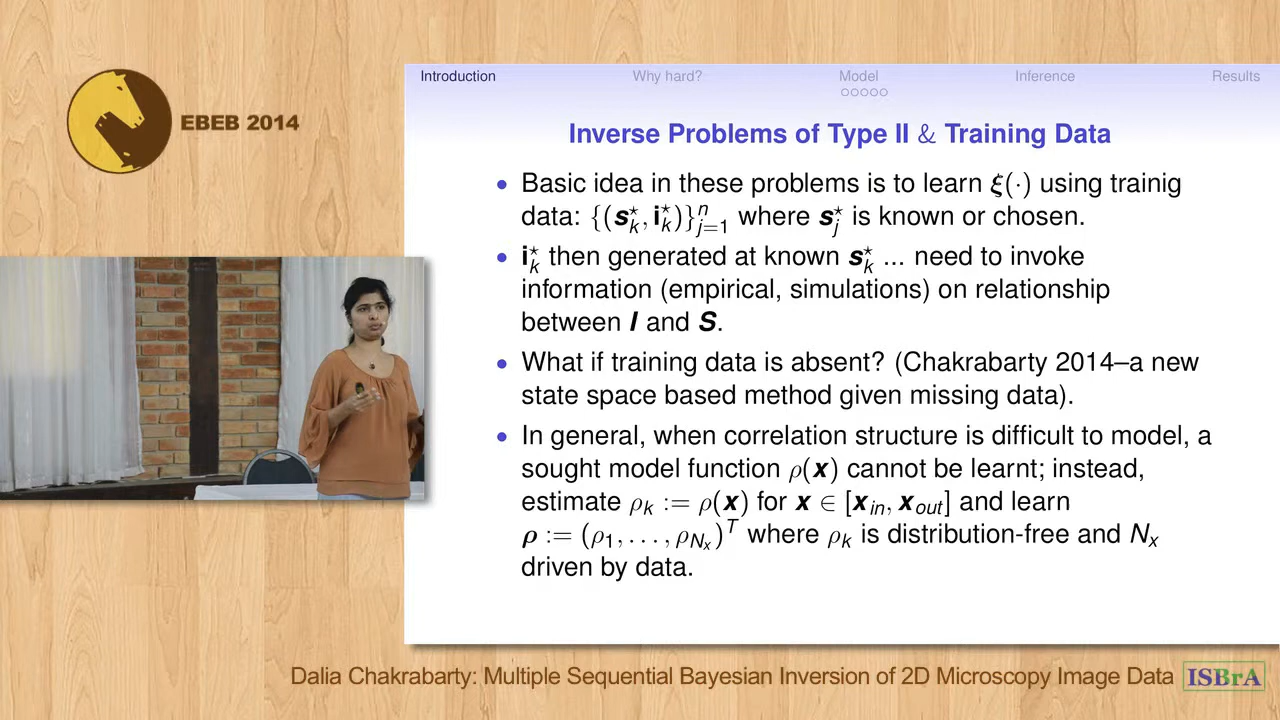 EBEB 2014
Introduction Why hard? Model Inference Results
Inverse Problems of Type II & Training Data
• Basic idea in these problems is to learn ξ(·) using trainig
data: {(s⋆k, i⋆k)}ⁿj=1 where s⋆j is known or chosen.
• i⋆k then generated at known s⋆k ... need to invoke
information (empirical, simulations) on relationship
between I and S.
• What if training data is absent? (Chakrabarty 2014–a new
state space based method given missing data).
• In general, when correlation structure is difficult to model, a
sought model function ρ(x) cannot be learnt; instead,
estimate ρk := ρ(x) for x ∈ [xin, xout] and learn
ρ := (ρ1, . . . , ρNx)ᵀ where ρk is distribution-free and Nx
driven by data.
Dalia Chakrabarty: Multiple Sequential Bayesian Inversion of 2D Microscopy Image Data ISBrA